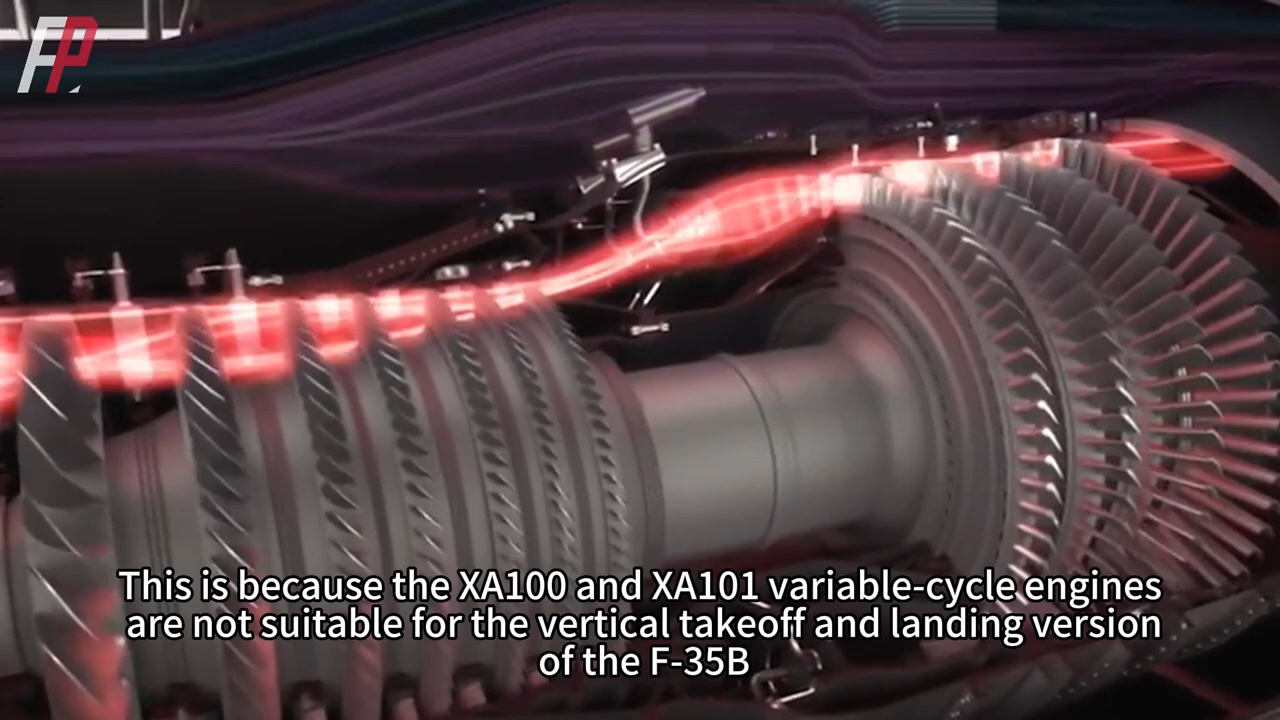 FP
This is because the XA100 and XA101 variable-cycle engines
are not suitable for the vertical takeoff and landing version
of the F-35B